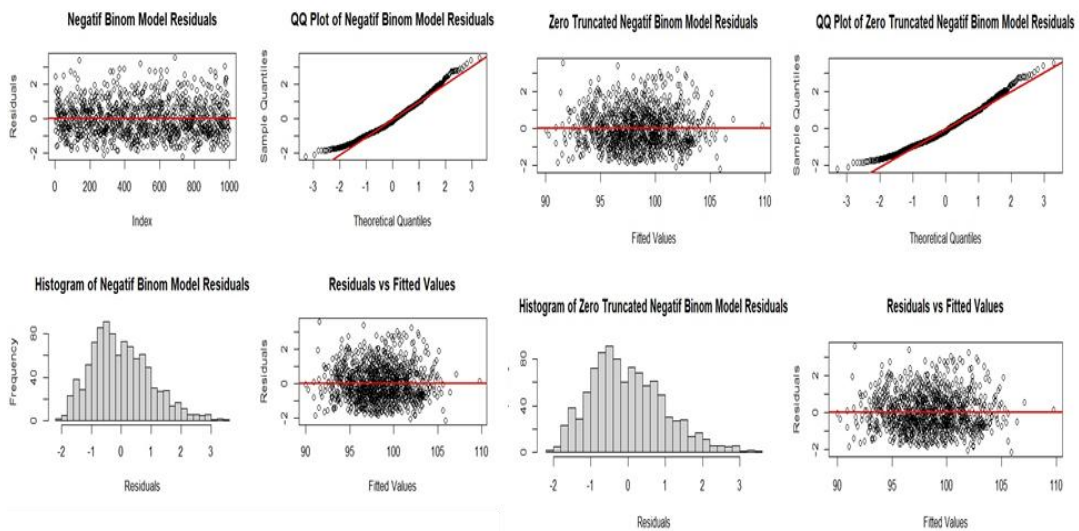 Negatif Binom Model Residuals
Residuals
-2 0 2
0 200 400 600 800 1000
Index
QQ Plot of Negatif Binom Model Residuals
Sample Quantiles
-2 0 2
-3 -2 -1 0 1 2 3
Theoretical Quantiles
Zero Truncated Negatif Binom Model Residuals
Residuals
-2 0 2
90 95 100 105 110
Fitted Values
QQ Plot of Zero Truncated Negatif Binom Model Residuals
Sample Quantiles
-2 0 2
-3 -2 -1 0 1 2 3
Theoretical Quantiles
Histogram of Negatif Binom Model Residuals
Frequency
0 40 80
-2 -1 0 1 2 3
Residuals
Residuals vs Fitted Values
Residuals
-2 0 2
90 95 100 105 110
Fitted Values
Histogram of Zero Truncated Negatif Binom Model Residuals
0 40 80
-2 -1 0 1 2 3
Residuals
Residuals vs Fitted Values
Residuals
-2 0 2
90 95 100 105 110
Fitted Values